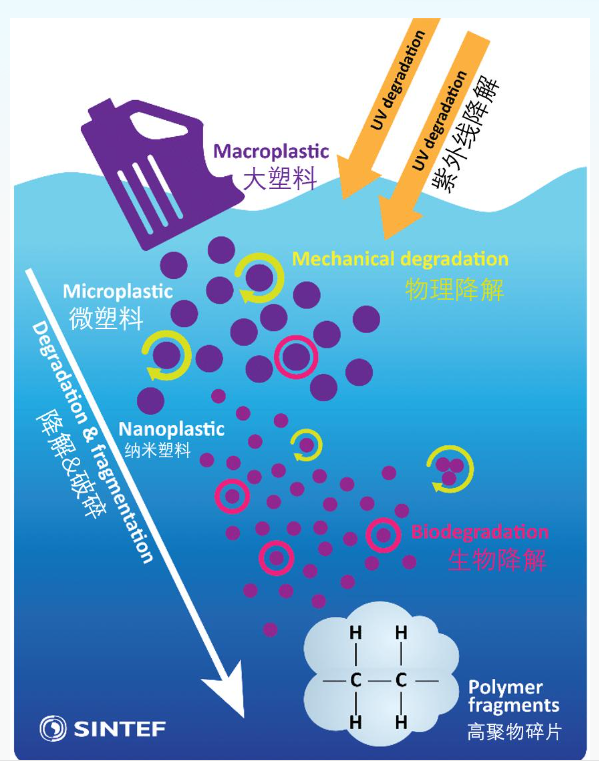 UV degradation
UV degradation
紫外线降解
Macroplastic
大塑料
Mechanical degradation
物理降解
Microplastic
微塑料
Degradation & fragmentation
降解&破碎
Nanoplastic
纳米塑料
Biodegradation
生物降解
H H
C C
H H
Polymer
fragments
高聚物碎片
SINTEF